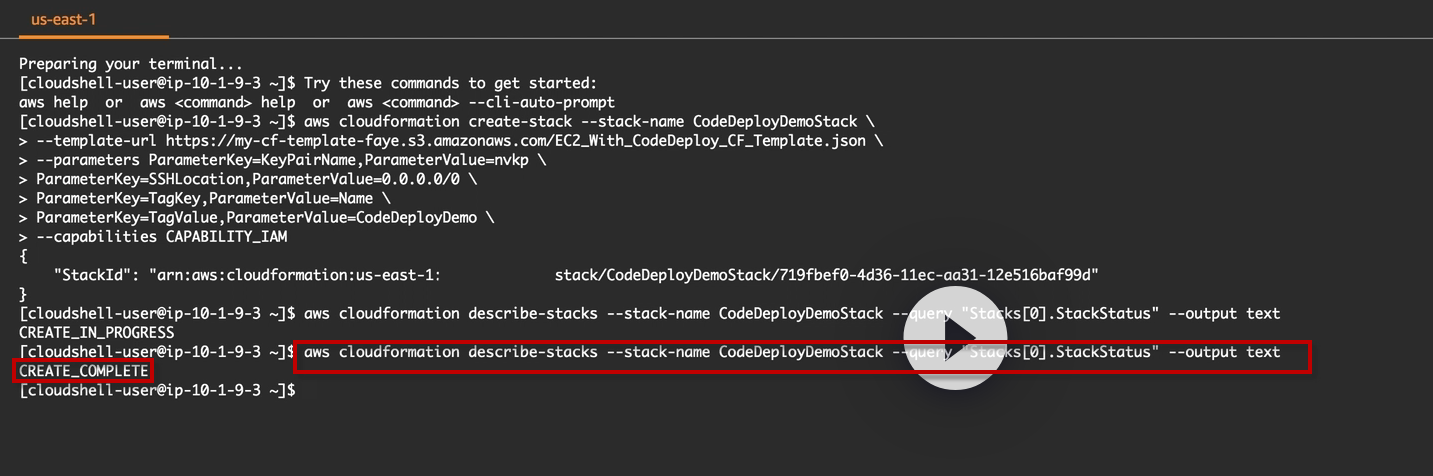 us-east-1
Preparing your terminal...
[cloudshell-user@ip-10-1-9-3 ~]$ Try these commands to get started:
aws help  or  aws <command> help  or  aws <command> --cli-auto-prompt
[cloudshell-user@ip-10-1-9-3 ~]$ aws cloudformation create-stack --stack-name CodeDeployDemoStack \
> --template-url https://my-cf-template-faye.s3.amazonaws.com/EC2_With_CodeDeploy_CF_Template.json \
> --parameters ParameterKey=KeyPairName,ParameterValue=nvkp \
> ParameterKey=SSHLocation,ParameterValue=0.0.0.0/0 \
> ParameterKey=TagKey,ParameterValue=Name \
> ParameterKey=TagValue,ParameterValue=CodeDeployDemo \
> --capabilities CAPABILITY_IAM
{
    "StackId": "arn:aws:cloudformation:us-east-1:             stack/CodeDeployDemoStack/719fbef0-4d36-11ec-aa31-12e516baf99d"
}
[cloudshell-user@ip-10-1-9-3 ~]$ aws cloudformation describe-stacks --stack-name CodeDeployDemoStack --query "Stacks[0].StackStatus" --output text
CREATE_IN_PROGRESS
[cloudshell-user@ip-10-1-9-3 ~]$ aws cloudformation describe-stacks --stack-name CodeDeployDemoStack --query "Stacks[0].StackStatus" --output text
CREATE_COMPLETE
[cloudshell-user@ip-10-1-9-3 ~]$